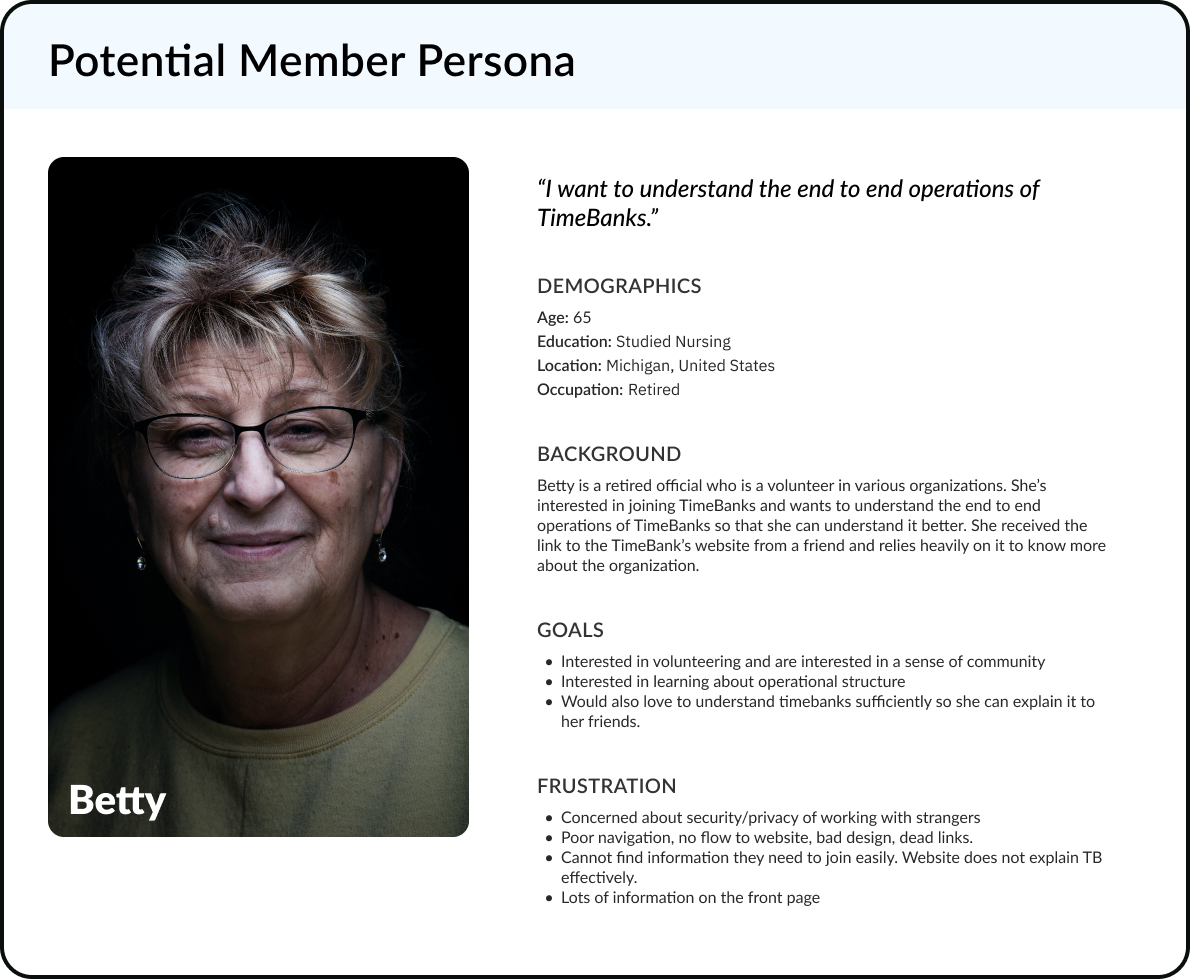 Potential Member Persona
“I want to understand the end to end operations of
TimeBanks.”
DEMOGRAPHICS
Age: 65
Education: Studied Nursing
Location: Michigan, United States
Occupation: Retired
BACKGROUND
Betty is a retired official who is a volunteer in various organizations. She’s
interested in joining TimeBanks and wants to understand the end to end
operations of TimeBanks so that she can understand it better. She received the
link to the TimeBank’s website from a friend and relies heavily on it to know more
about the organization.
GOALS
• Interested in volunteering and are interested in a sense of community
• Interested in learning about operational structure
• Would also love to understand timebanks sufficiently so she can explain it to
her friends.
FRUSTRATION
• Concerned about security/privacy of working with strangers
• Poor navigation, no flow to website, bad design, dead links.
• Cannot find information they need to join easily. Website does not explain TB
effectively.
• Lots of information on the front page
Betty